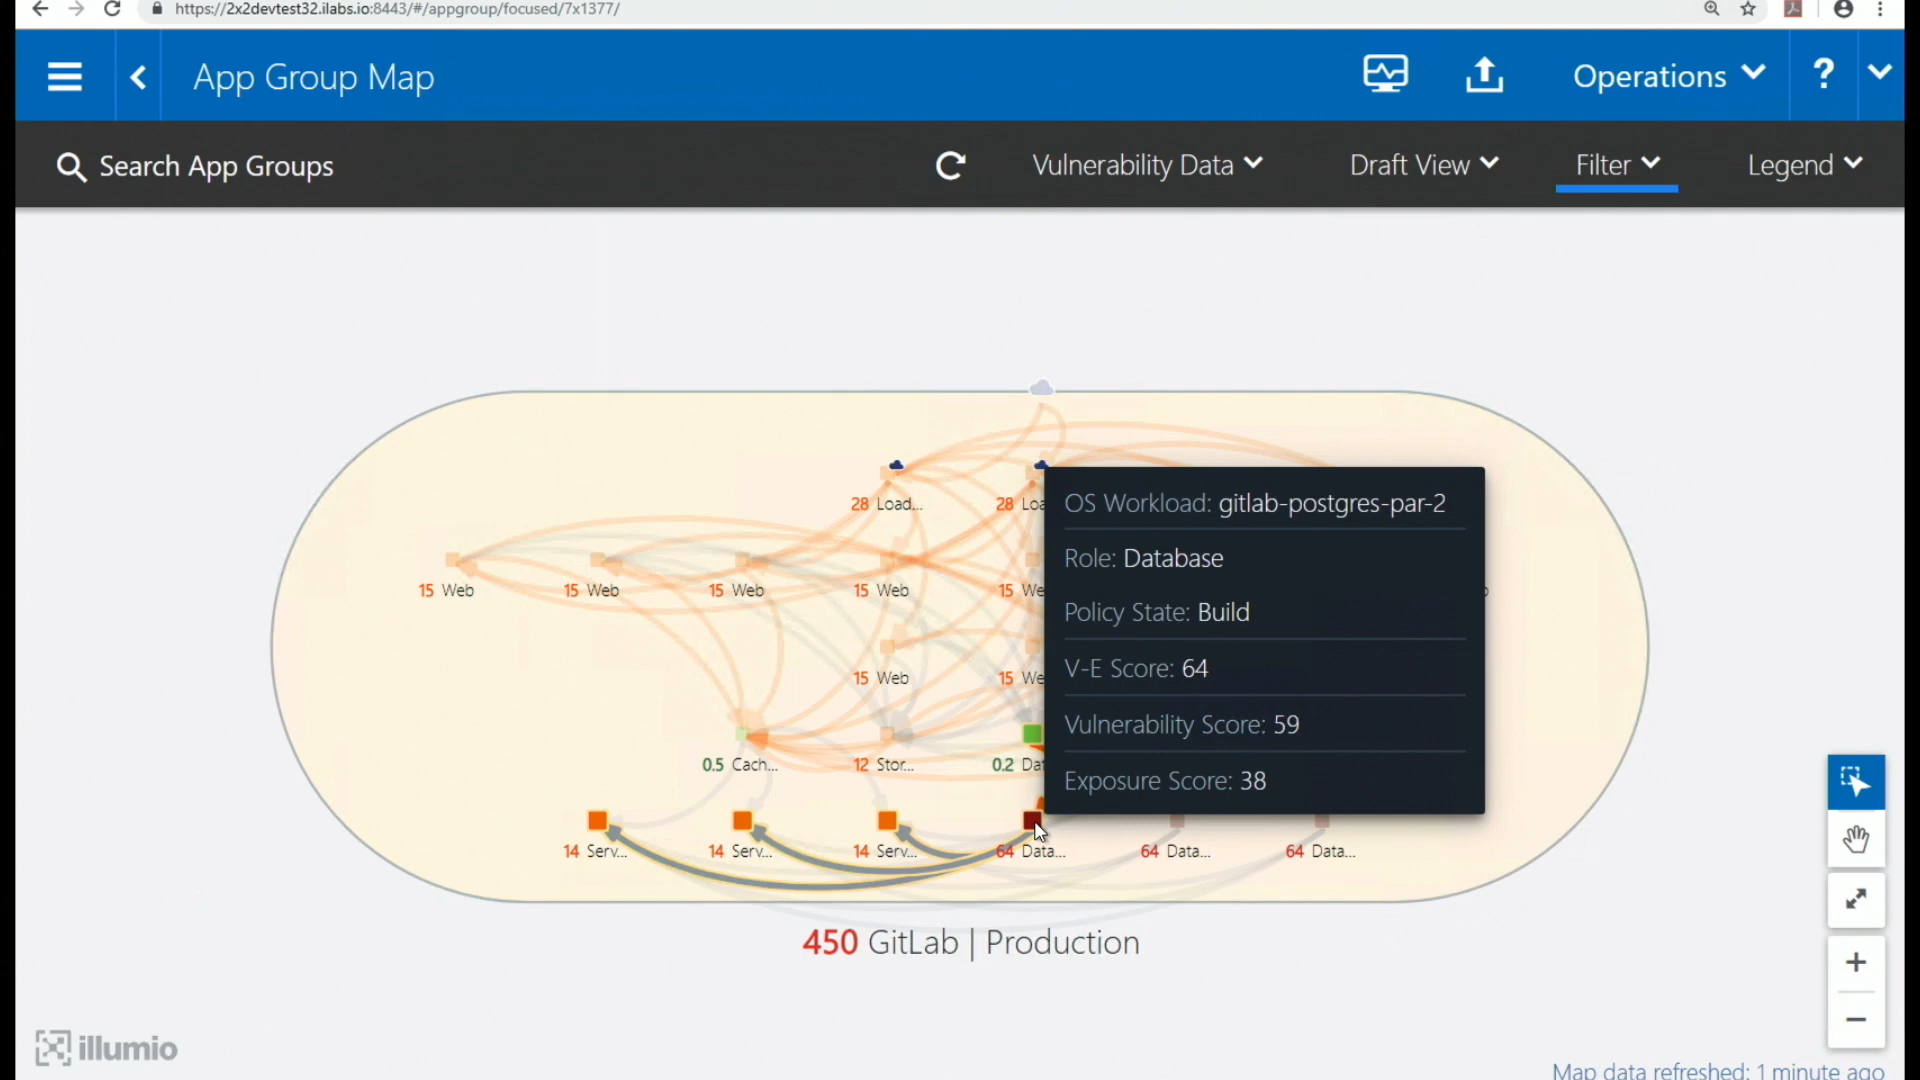 https://2x2devtest32.ilabs.io:8443/#/appgroup/focused/7x1377/
App Group Map
Operations
?
Search App Groups
Vulnerability Data
Draft View
Filter
Legend
28 Load...
28 Loa
15 Web
15 Web
15 Web
15 Web
15 We
15 Web
15 We
0.5 Cach...
12 Stor...
0.2 Dat
14 Serv...
14 Serv...
14 Serv...
64 Data...
64 Data...
64 Data...
OS Workload: gitlab-postgres-par-2
Role: Database
Policy State: Build
V-E Score: 64
Vulnerability Score: 59
Exposure Score: 38
450 GitLab | Production
illumio
Map data refreshed: 1 minute ago